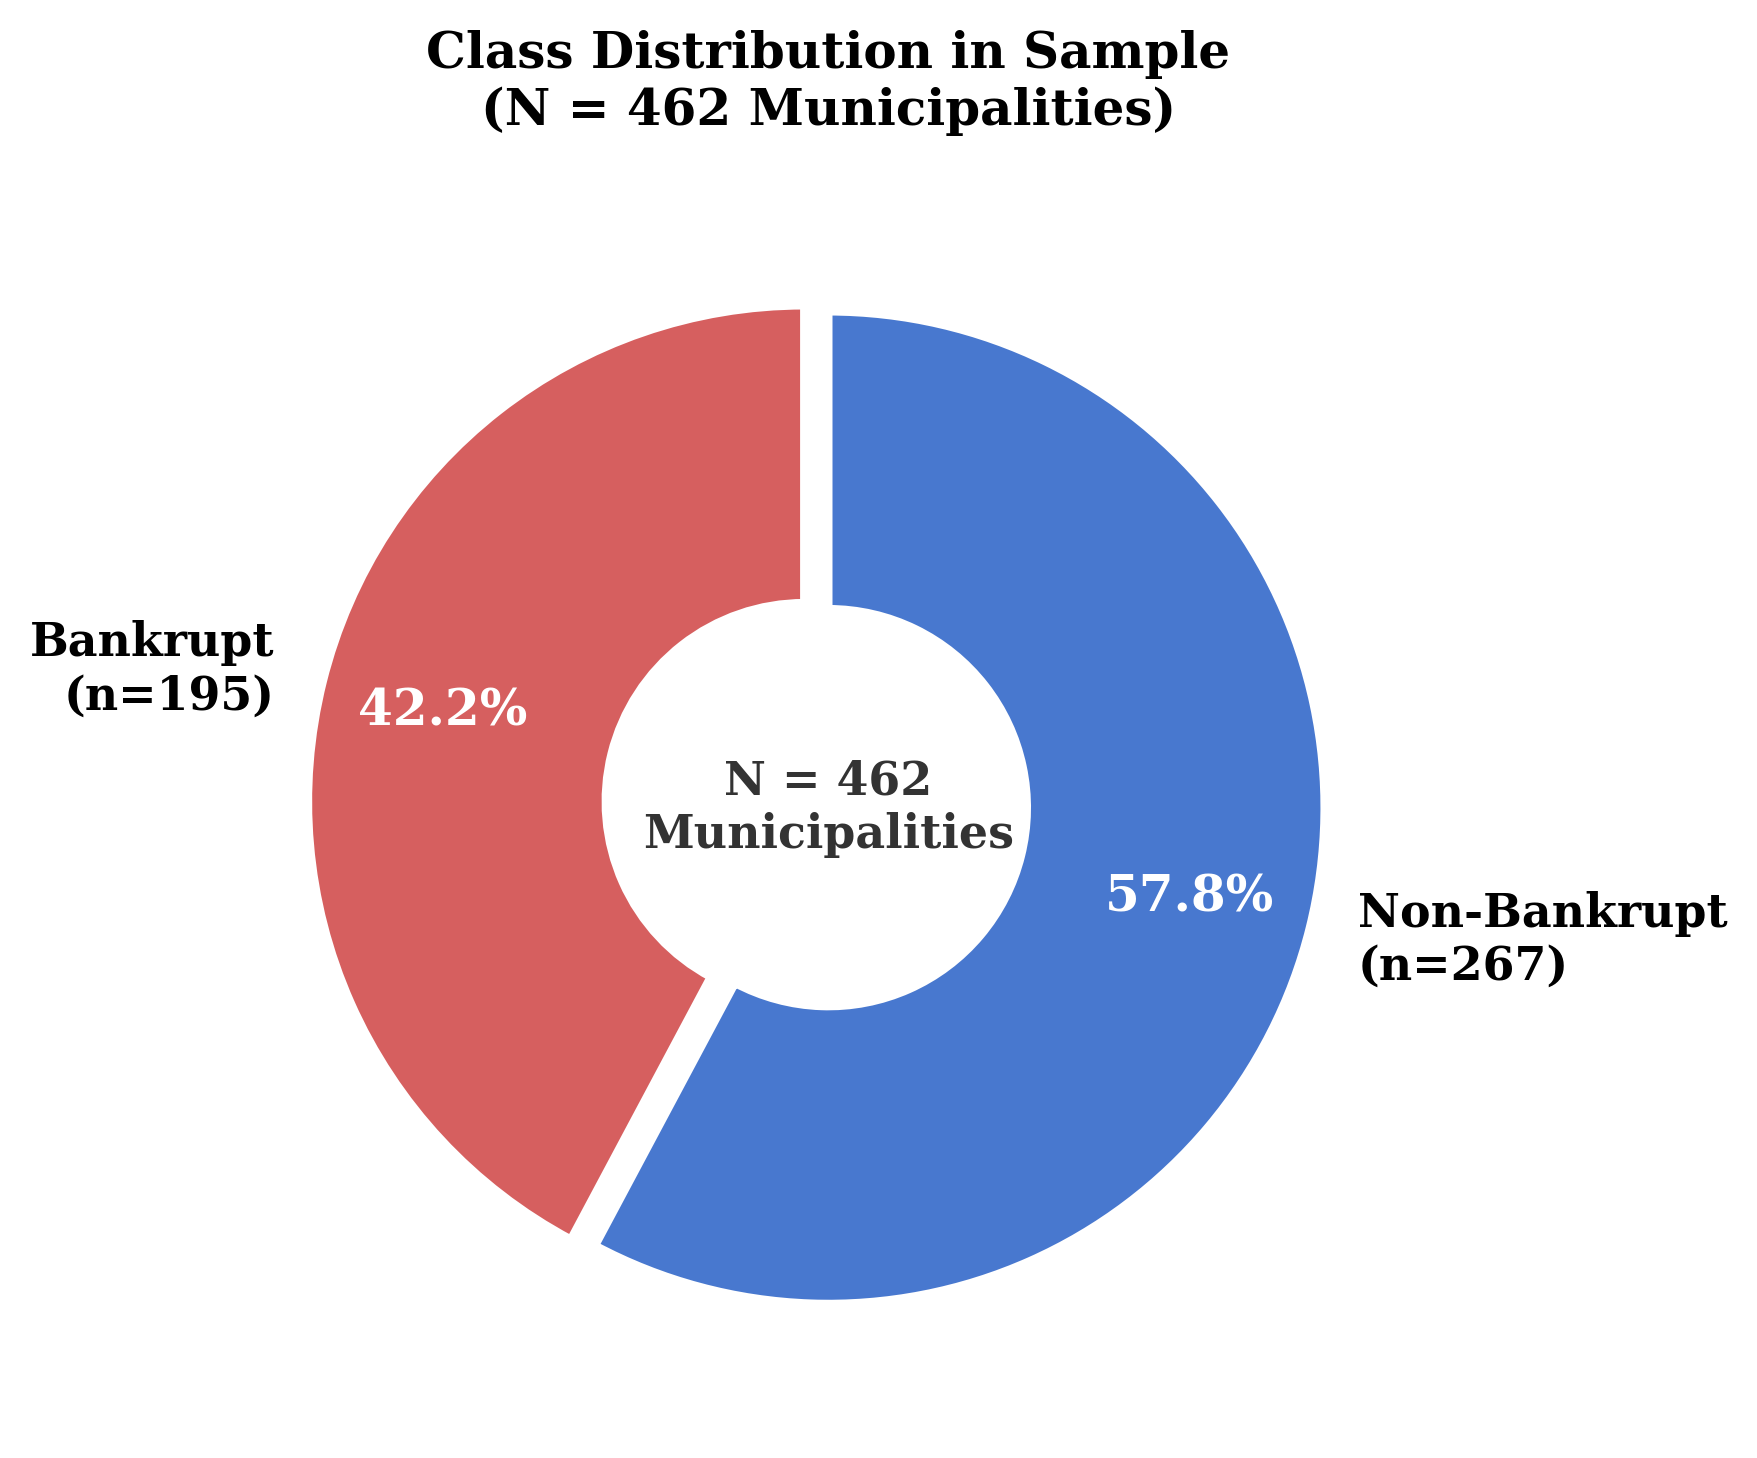 Class Distribution in Sample
(N = 462 Municipalities)
Bankrupt
(n=195)
42.2%
N = 462
Municipalities
57.8%
Non-Bankrupt
(n=267)